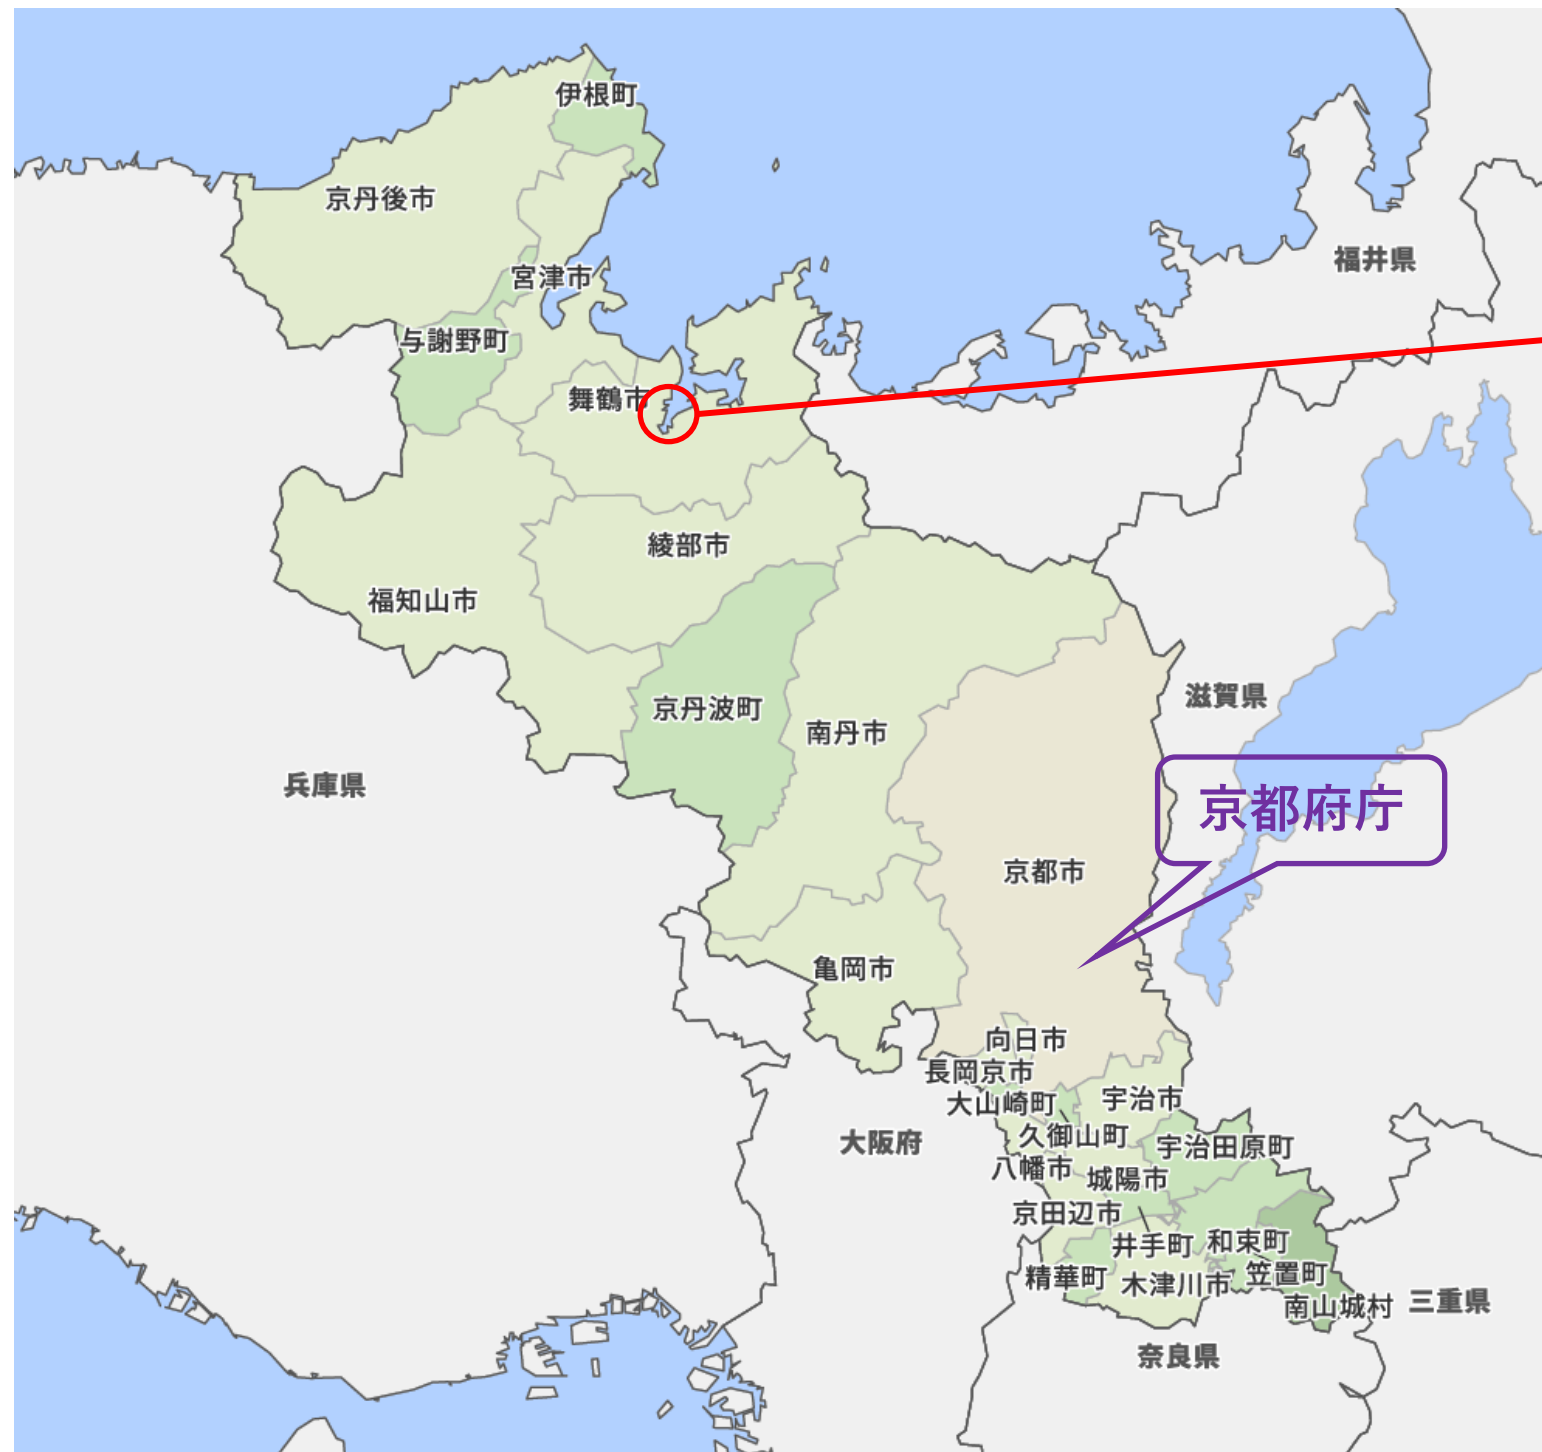 伊根町
京丹後市
福井県
宮津市
与謝野町
舞鶴市
綾部市
福知山市
滋賀県
京丹波町
南丹市
兵庫県
京都府庁
京都市
亀岡市
向日市
長岡京市
宇治市
大山崎町
久御山町
大阪府
宇治田原町
八幡市
城陽市
京田辺市
井手町
和束町
精華町
木津川市
笠置町
南山城村
三重県
奈良県